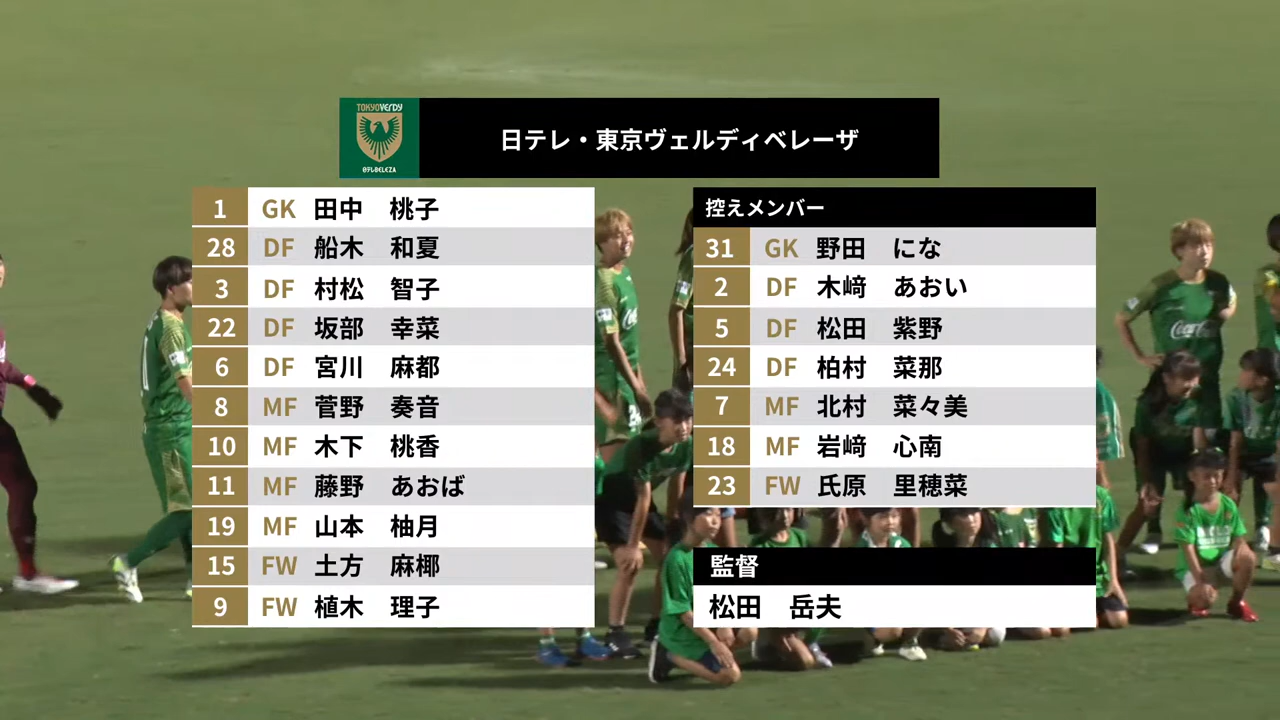 TOKYO VERDY
日テレ BELEZA
日テレ・東京ヴェルディベレーザ
1 GK 田中 桃子
28 DF 船木 和夏
3 DF 村松 智子
22 DF 坂部 幸菜
6 DF 宮川 麻都
8 MF 菅野 奏音
10 MF 木下 桃香
11 MF 藤野 あおば
19 MF 山本 柚月
15 FW 土方 麻椰
9 FW 植木 理子
控えメンバー
31 GK 野田 にな
2 DF 木﨑 あおい
5 DF 松田 紫野
24 DF 柏村 菜那
7 MF 北村 菜々美
18 MF 岩﨑 心南
23 FW 氏原 里穂菜
監督
松田 岳夫
Coca-Cola